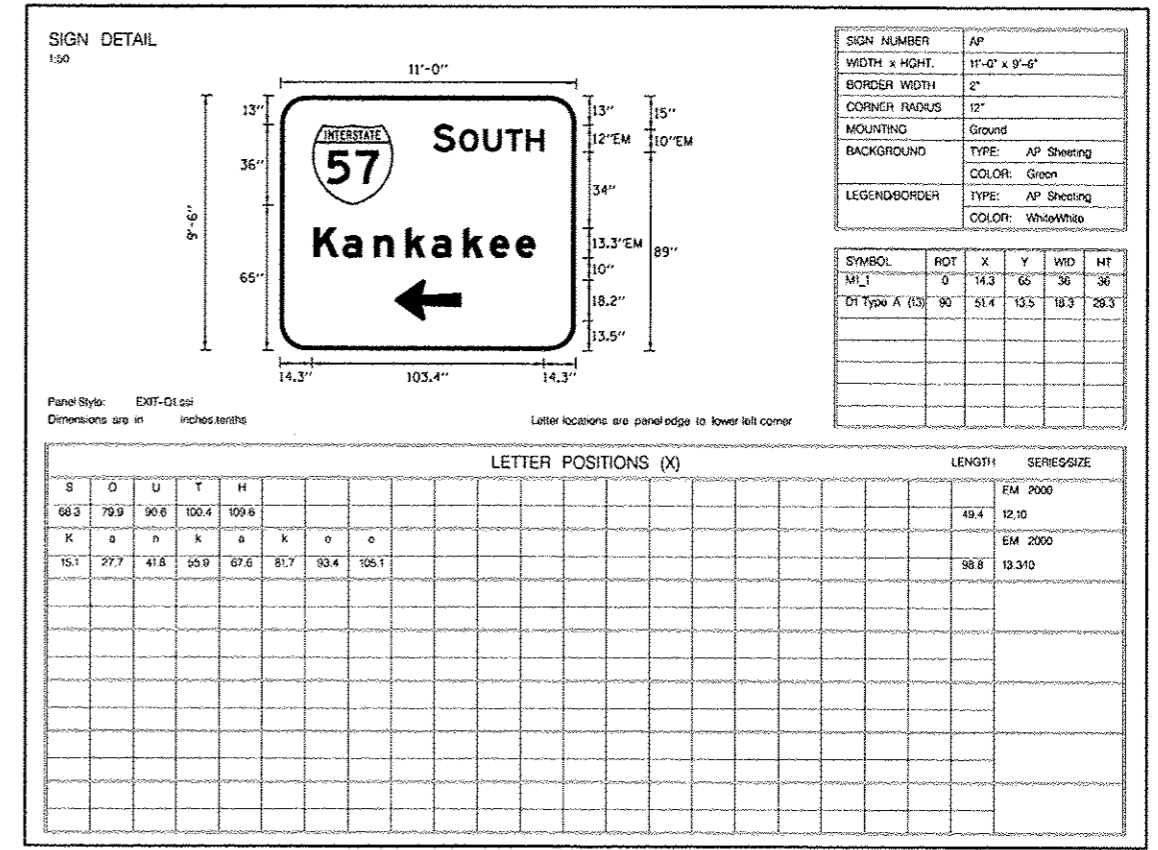 SIGN DETAIL
1:50
11'-0"
13"
36"
65"
9'-6"
INTERSTATE
57
SOUTH
Kankakee
13"
12"EM
34"
13.3"EM
10"
18.2"
13.5"
15"
10"EM
89"
14.3" 103.4" 14.3"
Dimensions are in inches.tenths
Letter locations are panel edge to lower left corner
SIGN NUMBER AP
WIDTH x HGHT. 11'-0" x 9'-6"
BORDER WIDTH 2"
CORNER RADIUS 12"
MOUNTING Ground
BACKGROUND TYPE: AP Sheeting
COLOR: Green
LEGEND/BORDER TYPE: AP Sheeting
COLOR: White/White
SYMBOL ROT X Y WID HT
M1_1 0 14.3 65 36 36
D1 Type A (13) 90 51.4 13.5 18.3 29.3
Panel Style:
LETTER POSITIONS (X) LENGTH SERIES/SIZE
S O U T H EM 2000
68.3 79.9 90.6 100.4 109.6 49.4 12,10
K a n k a k e e EM 2000
15.1 27.7 41.8 55.9 67.6 81.7 93.4 105.1 98.8